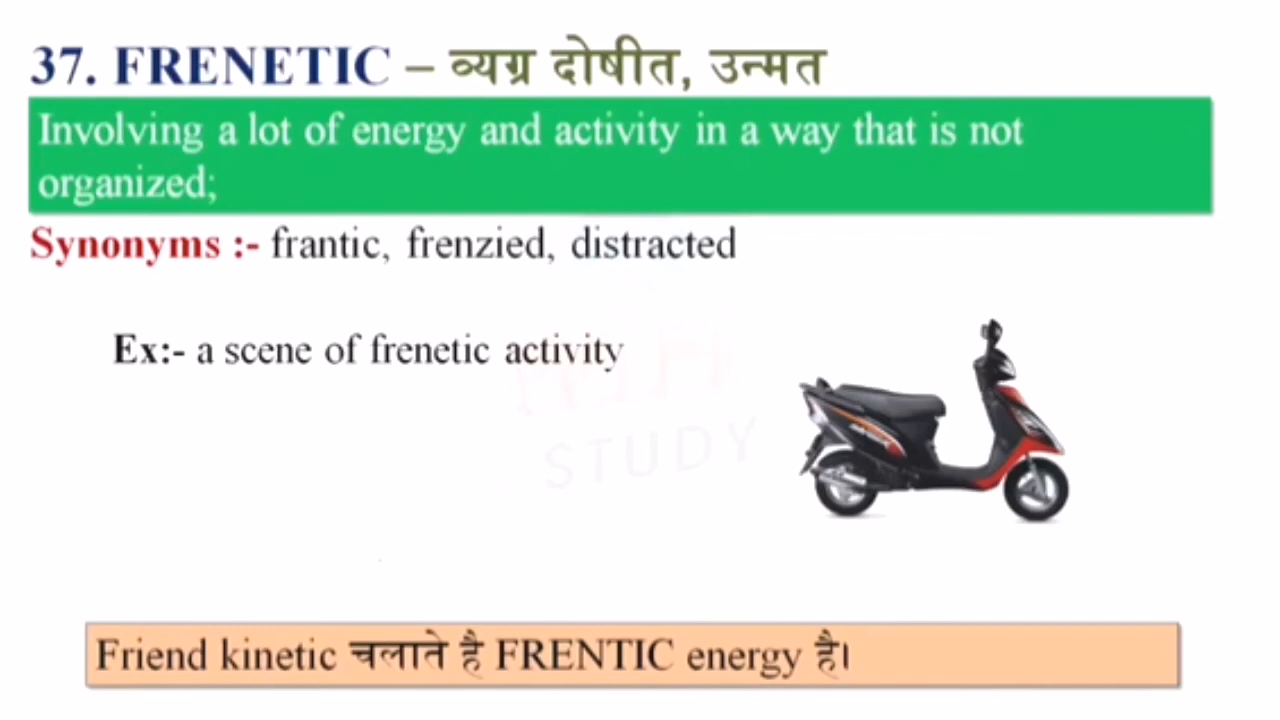 37. FRENETIC – व्यग्र दोषीत, उन्मत
Involving a lot of energy and activity in a way that is not
organized;
Synonyms :- frantic, frenzied, distracted
Ex:- a scene of frenetic activity
STUDY
Friend kinetic चलाते है FRENTIC energy है।